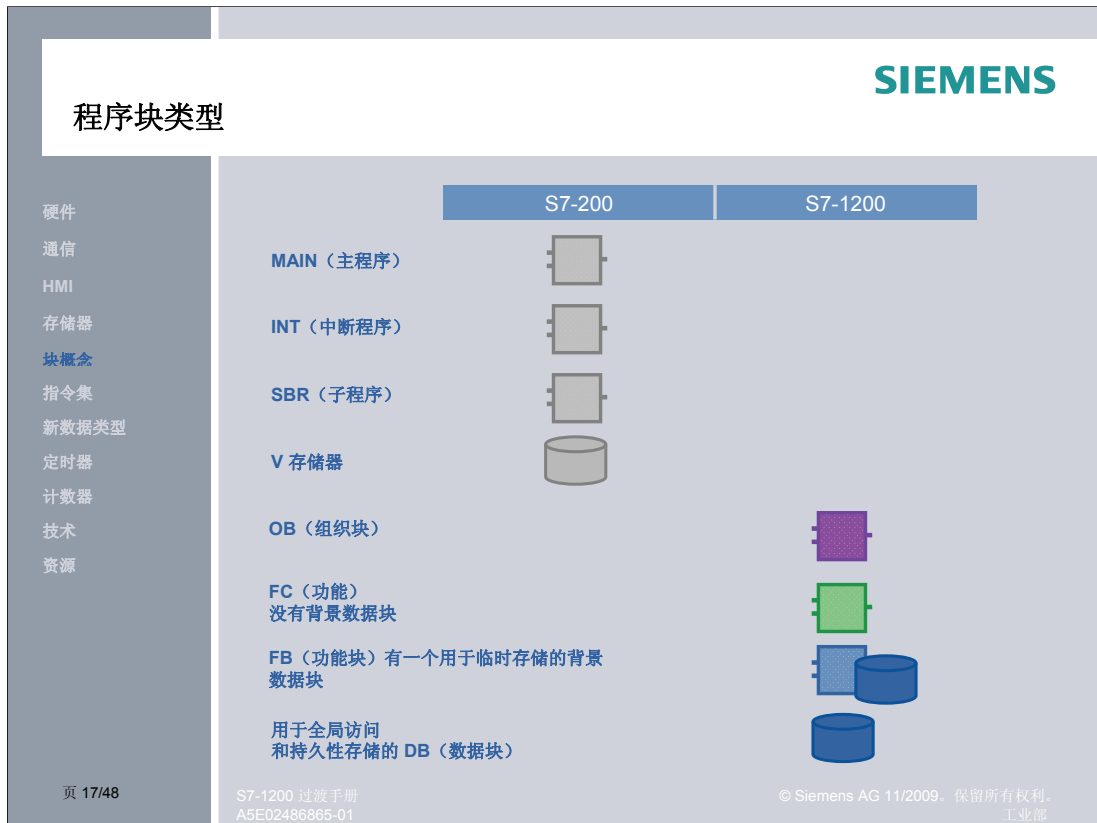 SIEMENS
程序块类型
硬件
通信
HMI
存储器
块概念
指令集
新数据类型
定时器
计数器
技术
资源
S7-200
S7-1200
MAIN（主程序）
INT（中断程序）
SBR（子程序）
V 存储器
OB（组织块）
FC（功能）
没有背景数据块
FB（功能块）有一个用于临时存储的背景
数据块
用于全局访问
和持久性存储的 DB（数据块）
页 17/48
S7-1200 过渡手册
A5E02486865-01
© Siemens AG 11/2009。保留所有权利。
工业部